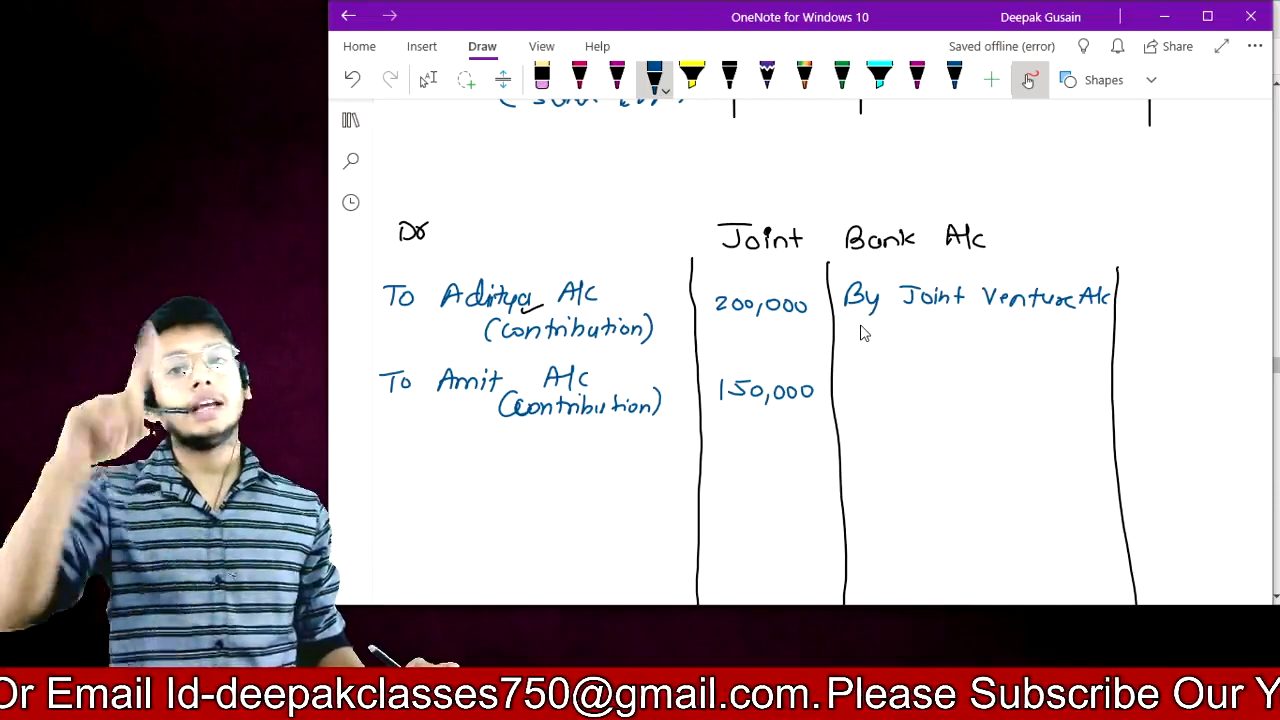 OneNote for Windows 10
Deepak Gusain
Home Insert Draw View Help
Saved offline (error)
Share
Shapes
Dr
Joint Bank A/c
To Aditya A/c
200,000
By Joint Venture A/c
(contribution)
To Amit A/c
150,000
(contribution)
Or Email Id-deepakclasses750@gmail.com. Please Subscribe Our Y